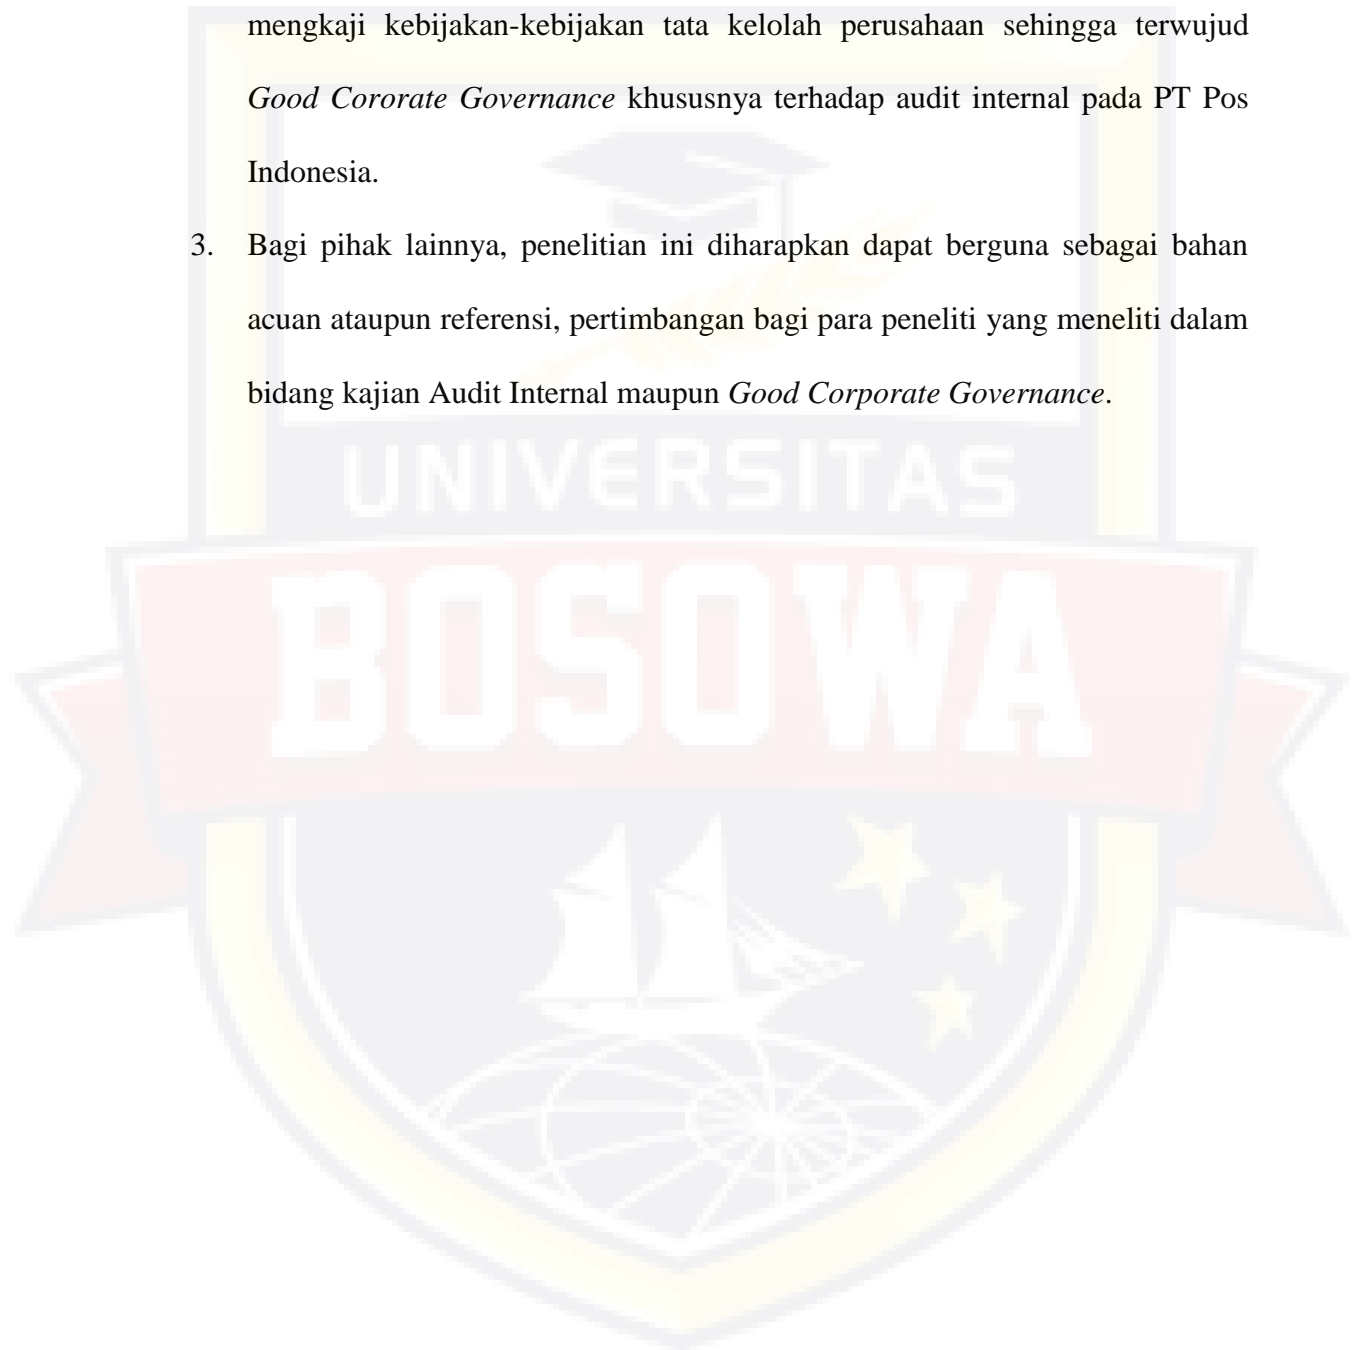 mengkaji kebijakan-kebijakan tata kelolah perusahaan sehingga terwujud
Good Cororate Governance khususnya terhadap audit internal pada PT Pos
Indonesia.
3. Bagi pihak lainnya, penelitian ini diharapkan dapat berguna sebagai bahan
acuan ataupun referensi, pertimbangan bagi para peneliti yang meneliti dalam
bidang kajian Audit Internal maupun Good Corporate Governance.
UNIVERSITAS
BOSOWA